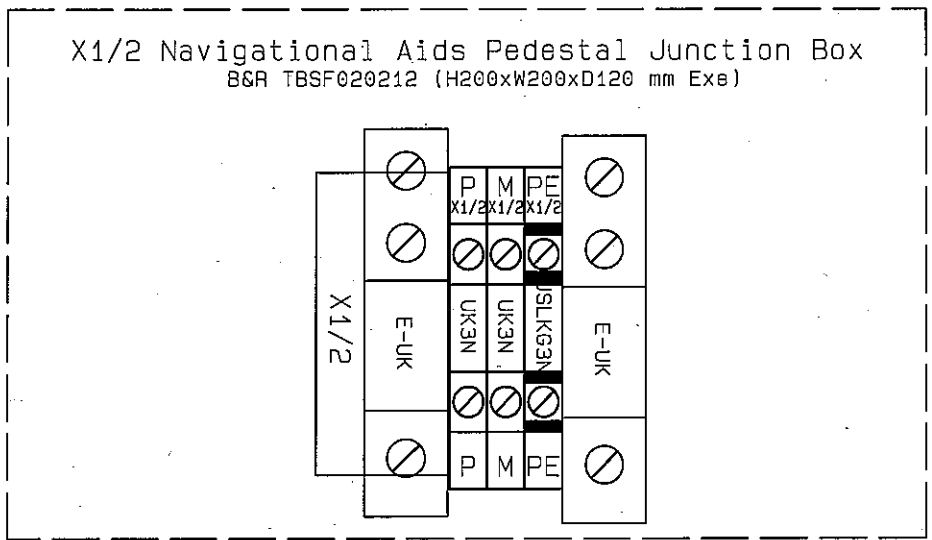 X1/2 Navigational Aids Pedestal Junction Box
B&R TBSF020212 (H200xW200xD120 mm Exe)
P M PE
X1/2 X1/2 X1/2
X1/2
E-UK
UK3N
UK3N
USLKG3N
E-UK
P M PE